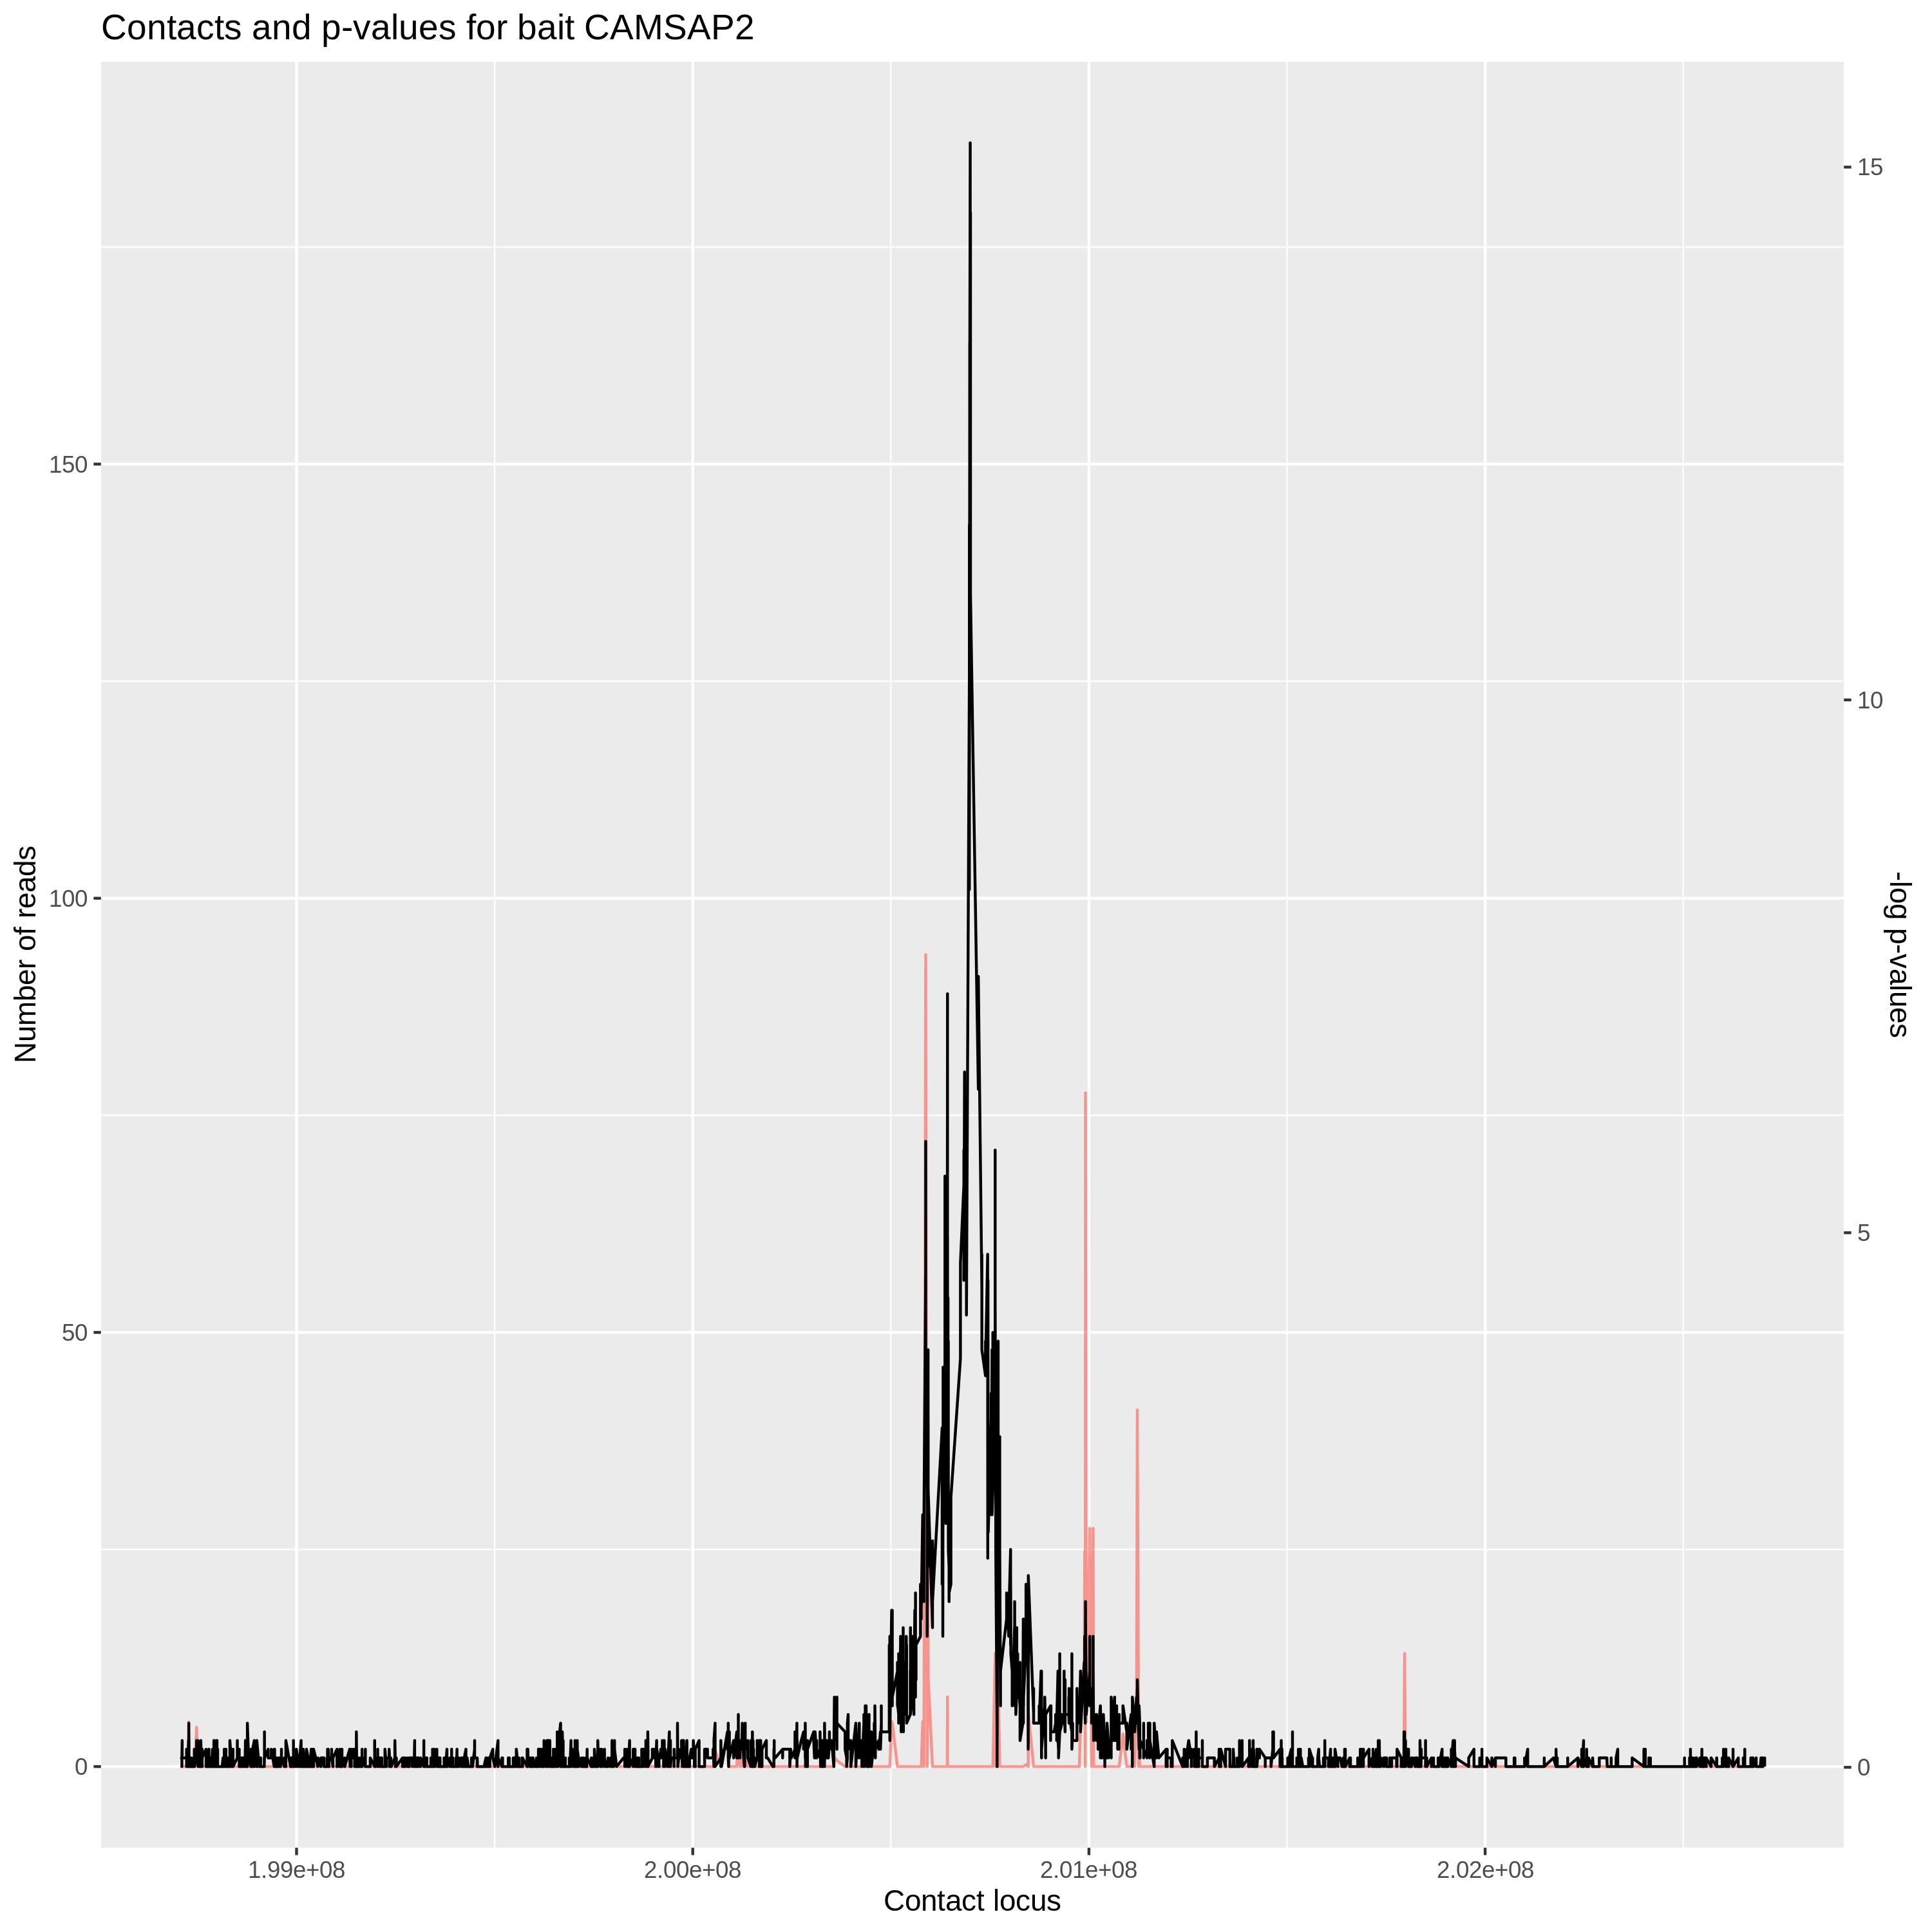 Contacts and p-values for bait CAMSAP2
Number of reads
150
100
50
0
15
10
5
0
-log p-values
1.99e+08
2.00e+08
2.01e+08
2.02e+08
Contact locus